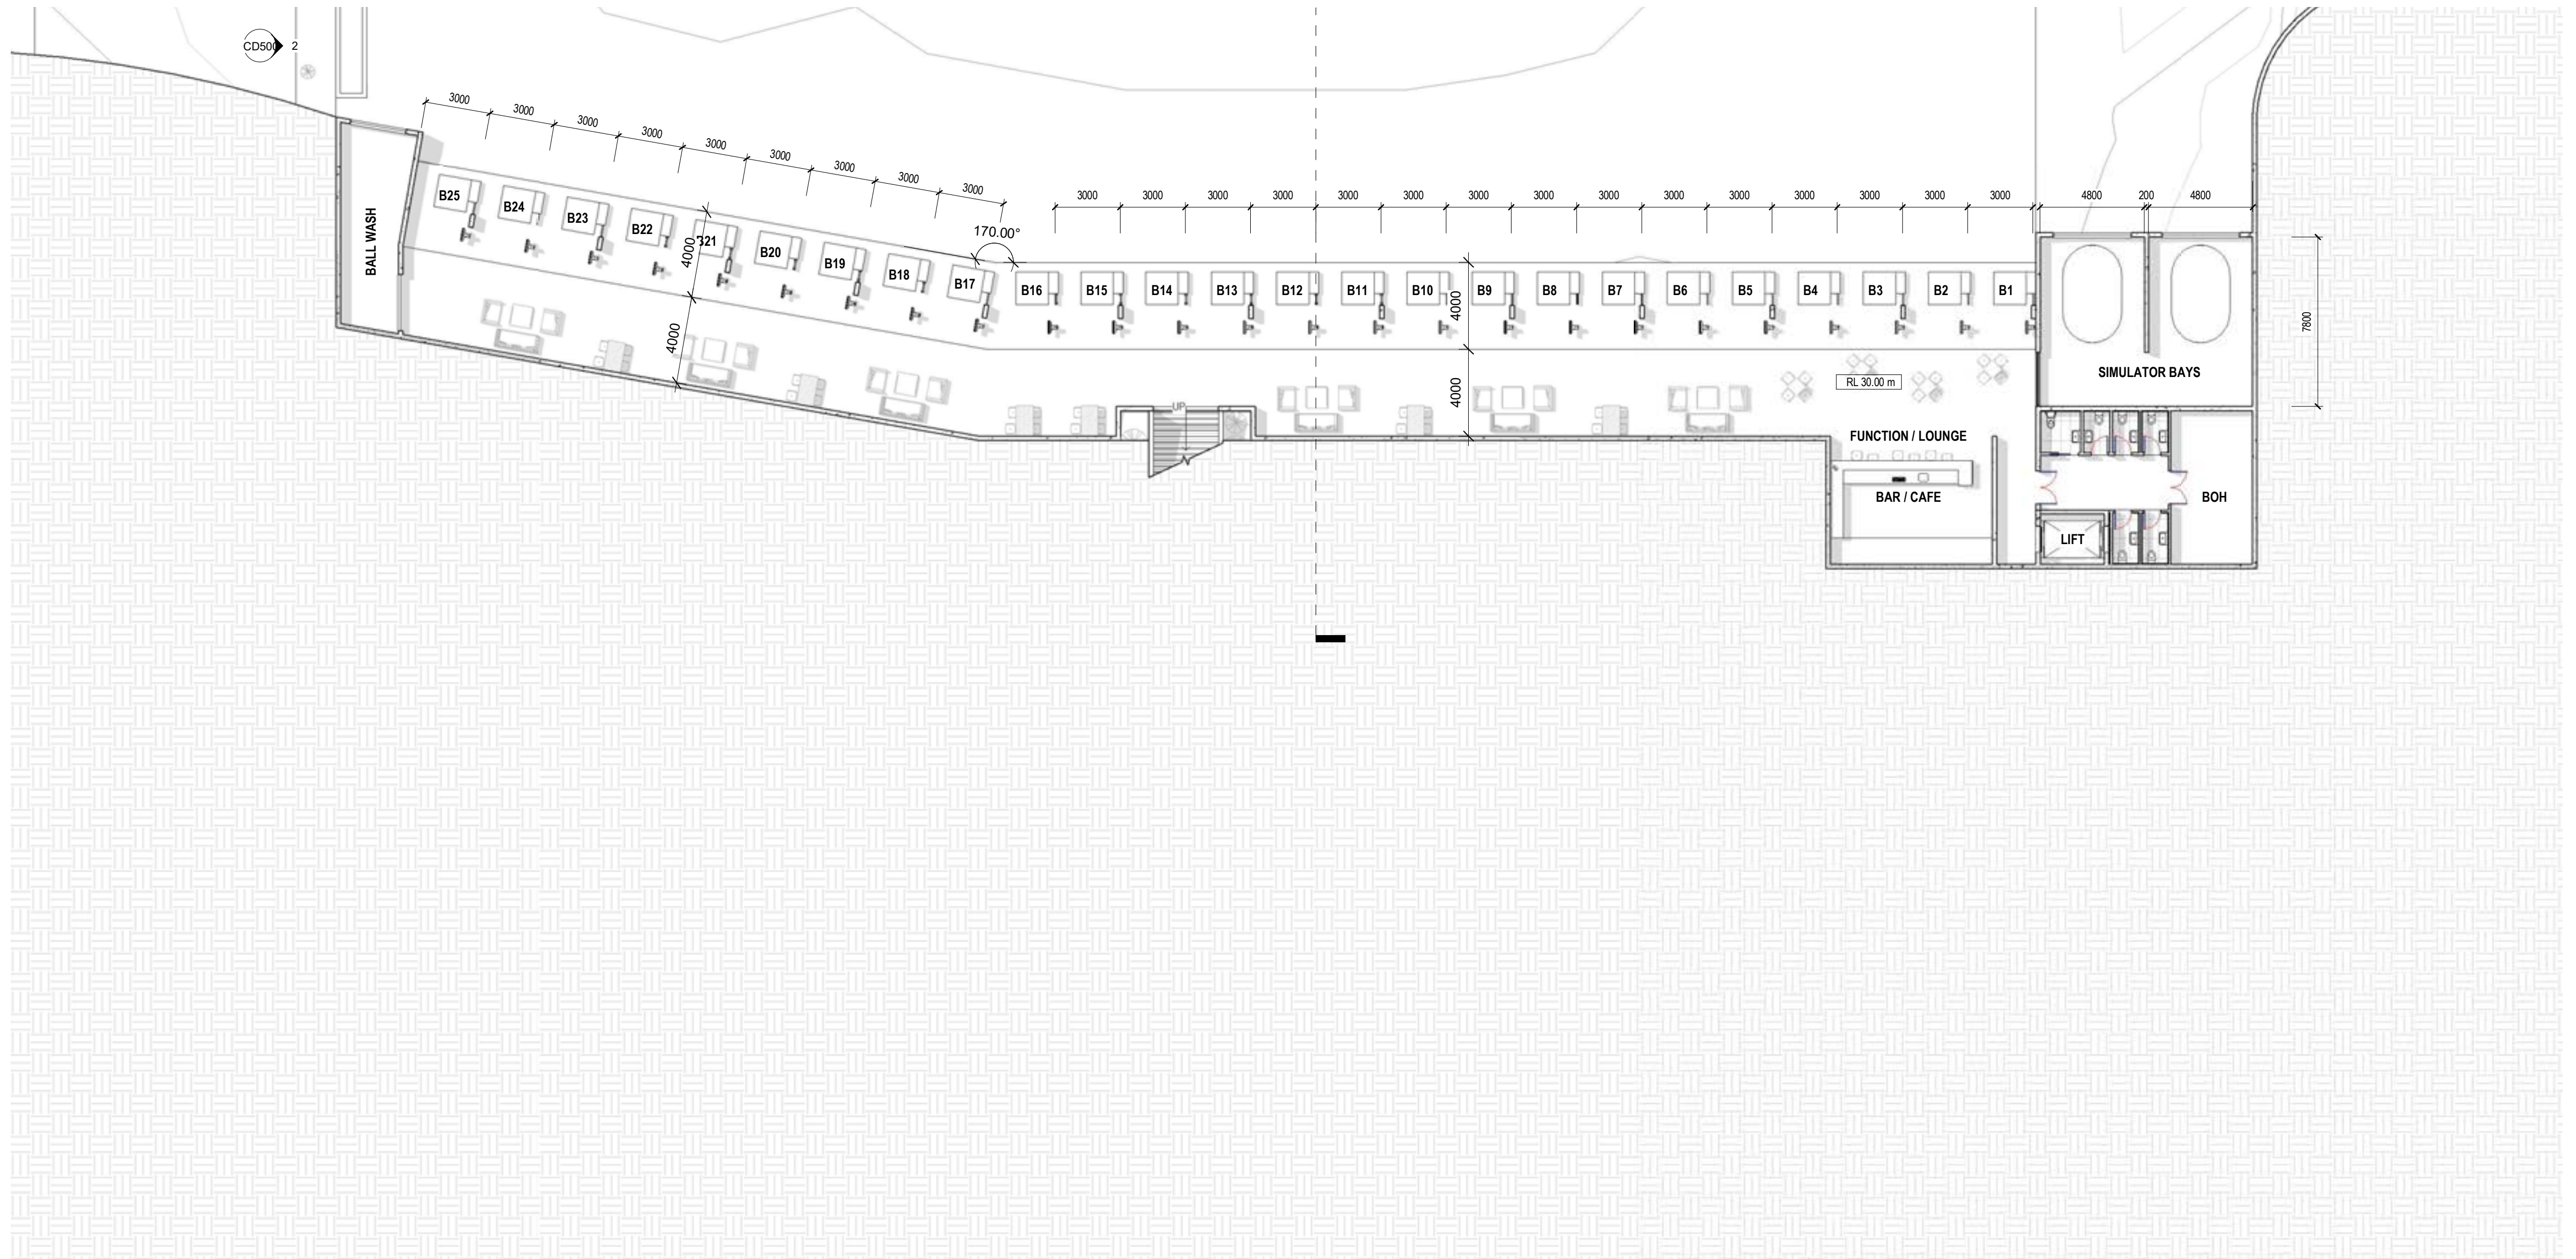 CD500 2
3000 3000 3000 3000 3000 3000 3000 3000 3000
3000 3000 3000 3000 3000 3000 3000 3000 3000 3000 3000 3000 3000 3000 3000
4800 200 4800
170.00°
BALL WASH
B25 B24 B23 B22 B21 B20 B19 B18 B17 B16 B15 B14 B13 B12 B11 B10 B9 B8 B7 B6 B5 B4 B3 B2 B1
4000
4000
4000
4000
7800
SIMULATOR BAYS
RL 30.00 m
UP
FUNCTION / LOUNGE
BAR / CAFE
BOH
LIFT